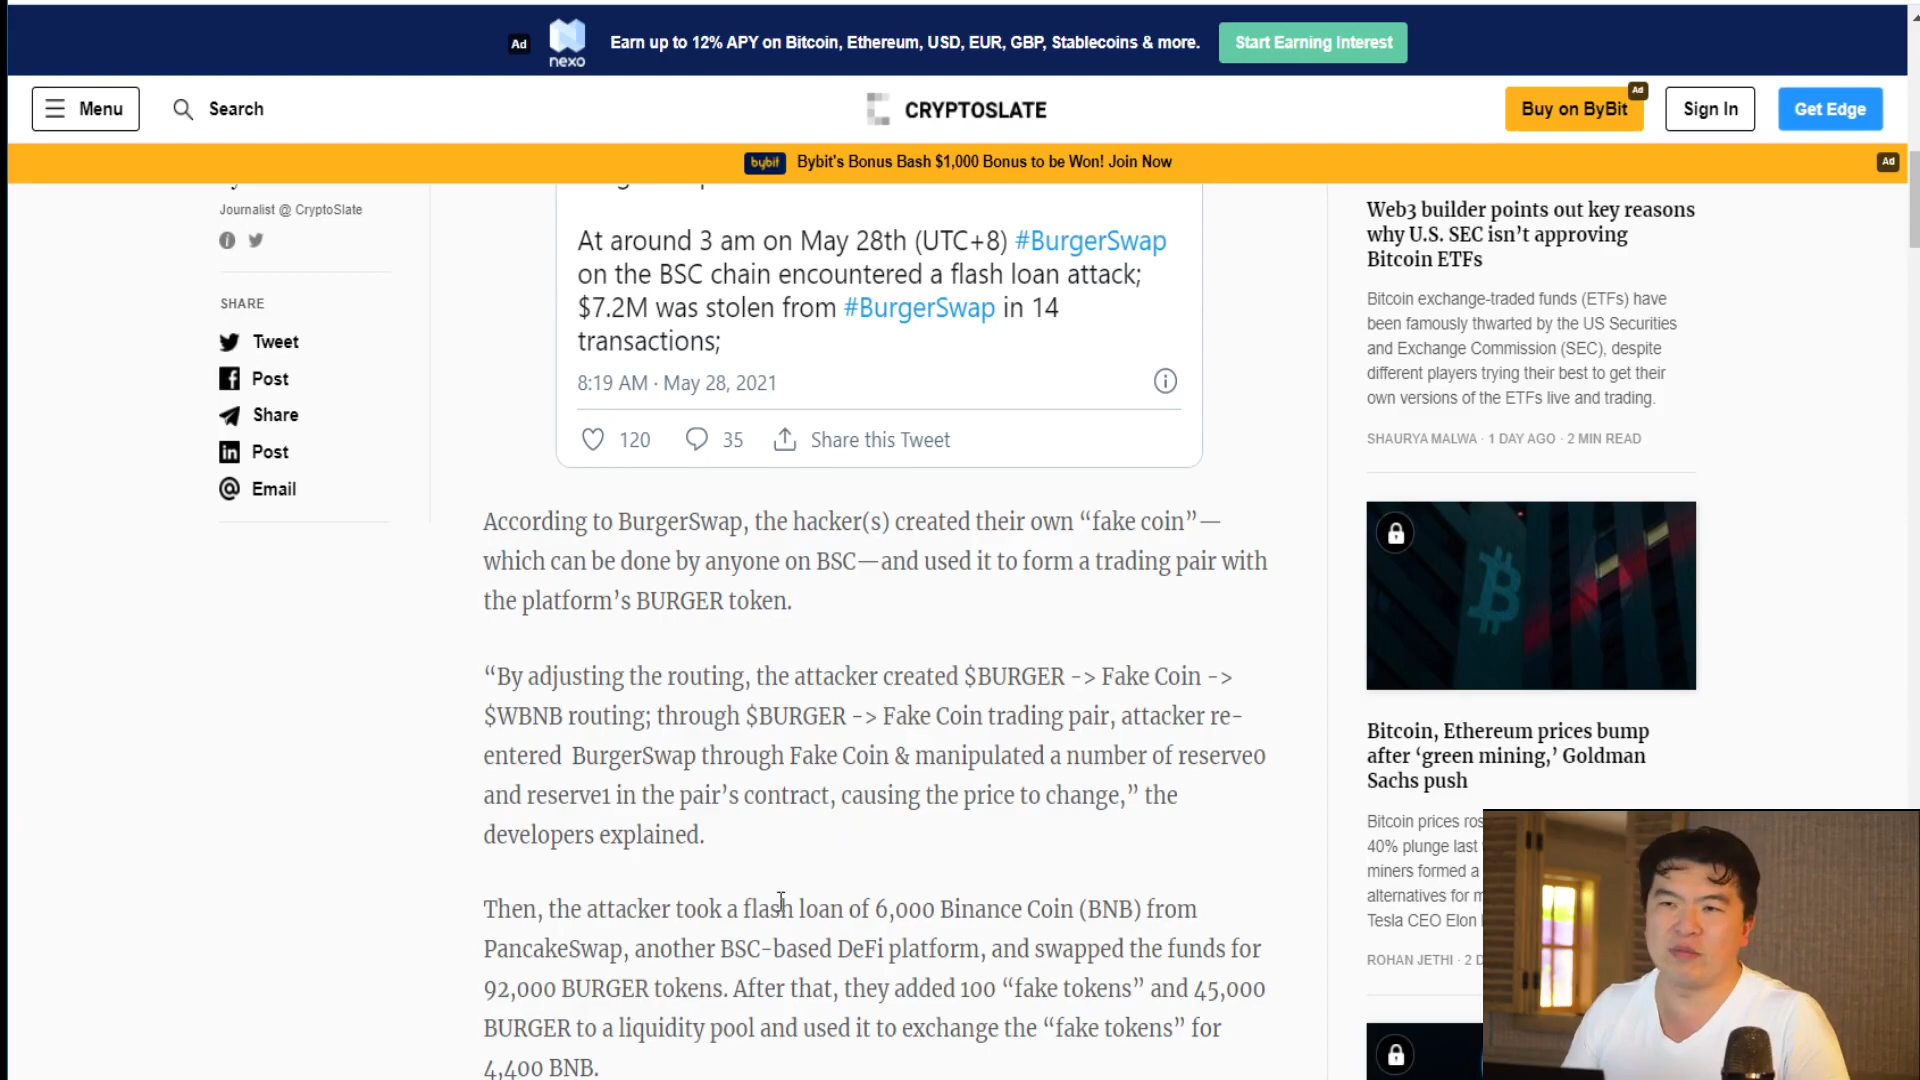 Ad
nexo
Earn up to 12% APY on Bitcoin, Ethereum, USD, EUR, GBP, Stablecoins & more.
Start Earning Interest
Menu
Search
CRYPTOSLATE
Buy on ByBit
Ad
Sign In
Get Edge
bybit
Bybit's Bonus Bash $1,000 Bonus to be Won! Join Now
Ad
Journalist @ CryptoSlate
SHARE
Tweet
Post
Share
Post
Email
At around 3 am on May 28th (UTC+8) #BurgerSwap
on the BSC chain encountered a flash loan attack;
$7.2M was stolen from #BurgerSwap in 14
transactions;
8:19 AM · May 28, 2021
120
35
Share this Tweet
According to BurgerSwap, the hacker(s) created their own “fake coin”—
which can be done by anyone on BSC—and used it to form a trading pair with
the platform’s BURGER token.
“By adjusting the routing, the attacker created $BURGER -> Fake Coin ->
$WBNB routing; through $BURGER -> Fake Coin trading pair, attacker re-
entered BurgerSwap through Fake Coin & manipulated a number of reserve0
and reserve1 in the pair’s contract, causing the price to change,” the
developers explained.
Then, the attacker took a flash loan of 6,000 Binance Coin (BNB) from
PancakeSwap, another BSC-based DeFi platform, and swapped the funds for
92,000 BURGER tokens. After that, they added 100 “fake tokens” and 45,000
BURGER to a liquidity pool and used it to exchange the “fake tokens” for
4,400 BNB.
Web3 builder points out key reasons
why U.S. SEC isn’t approving
Bitcoin ETFs
Bitcoin exchange-traded funds (ETFs) have
been famously thwarted by the US Securities
and Exchange Commission (SEC), despite
different players trying their best to get their
own versions of the ETFs live and trading.
SHAURYA MALWA · 1 DAY AGO · 2 MIN READ
Bitcoin, Ethereum prices bump
after ‘green mining,’ Goldman
Sachs push
Bitcoin prices ros
40% plunge last
miners formed a
alternatives for m
Tesla CEO Elon
ROHAN JETHI · 2 D